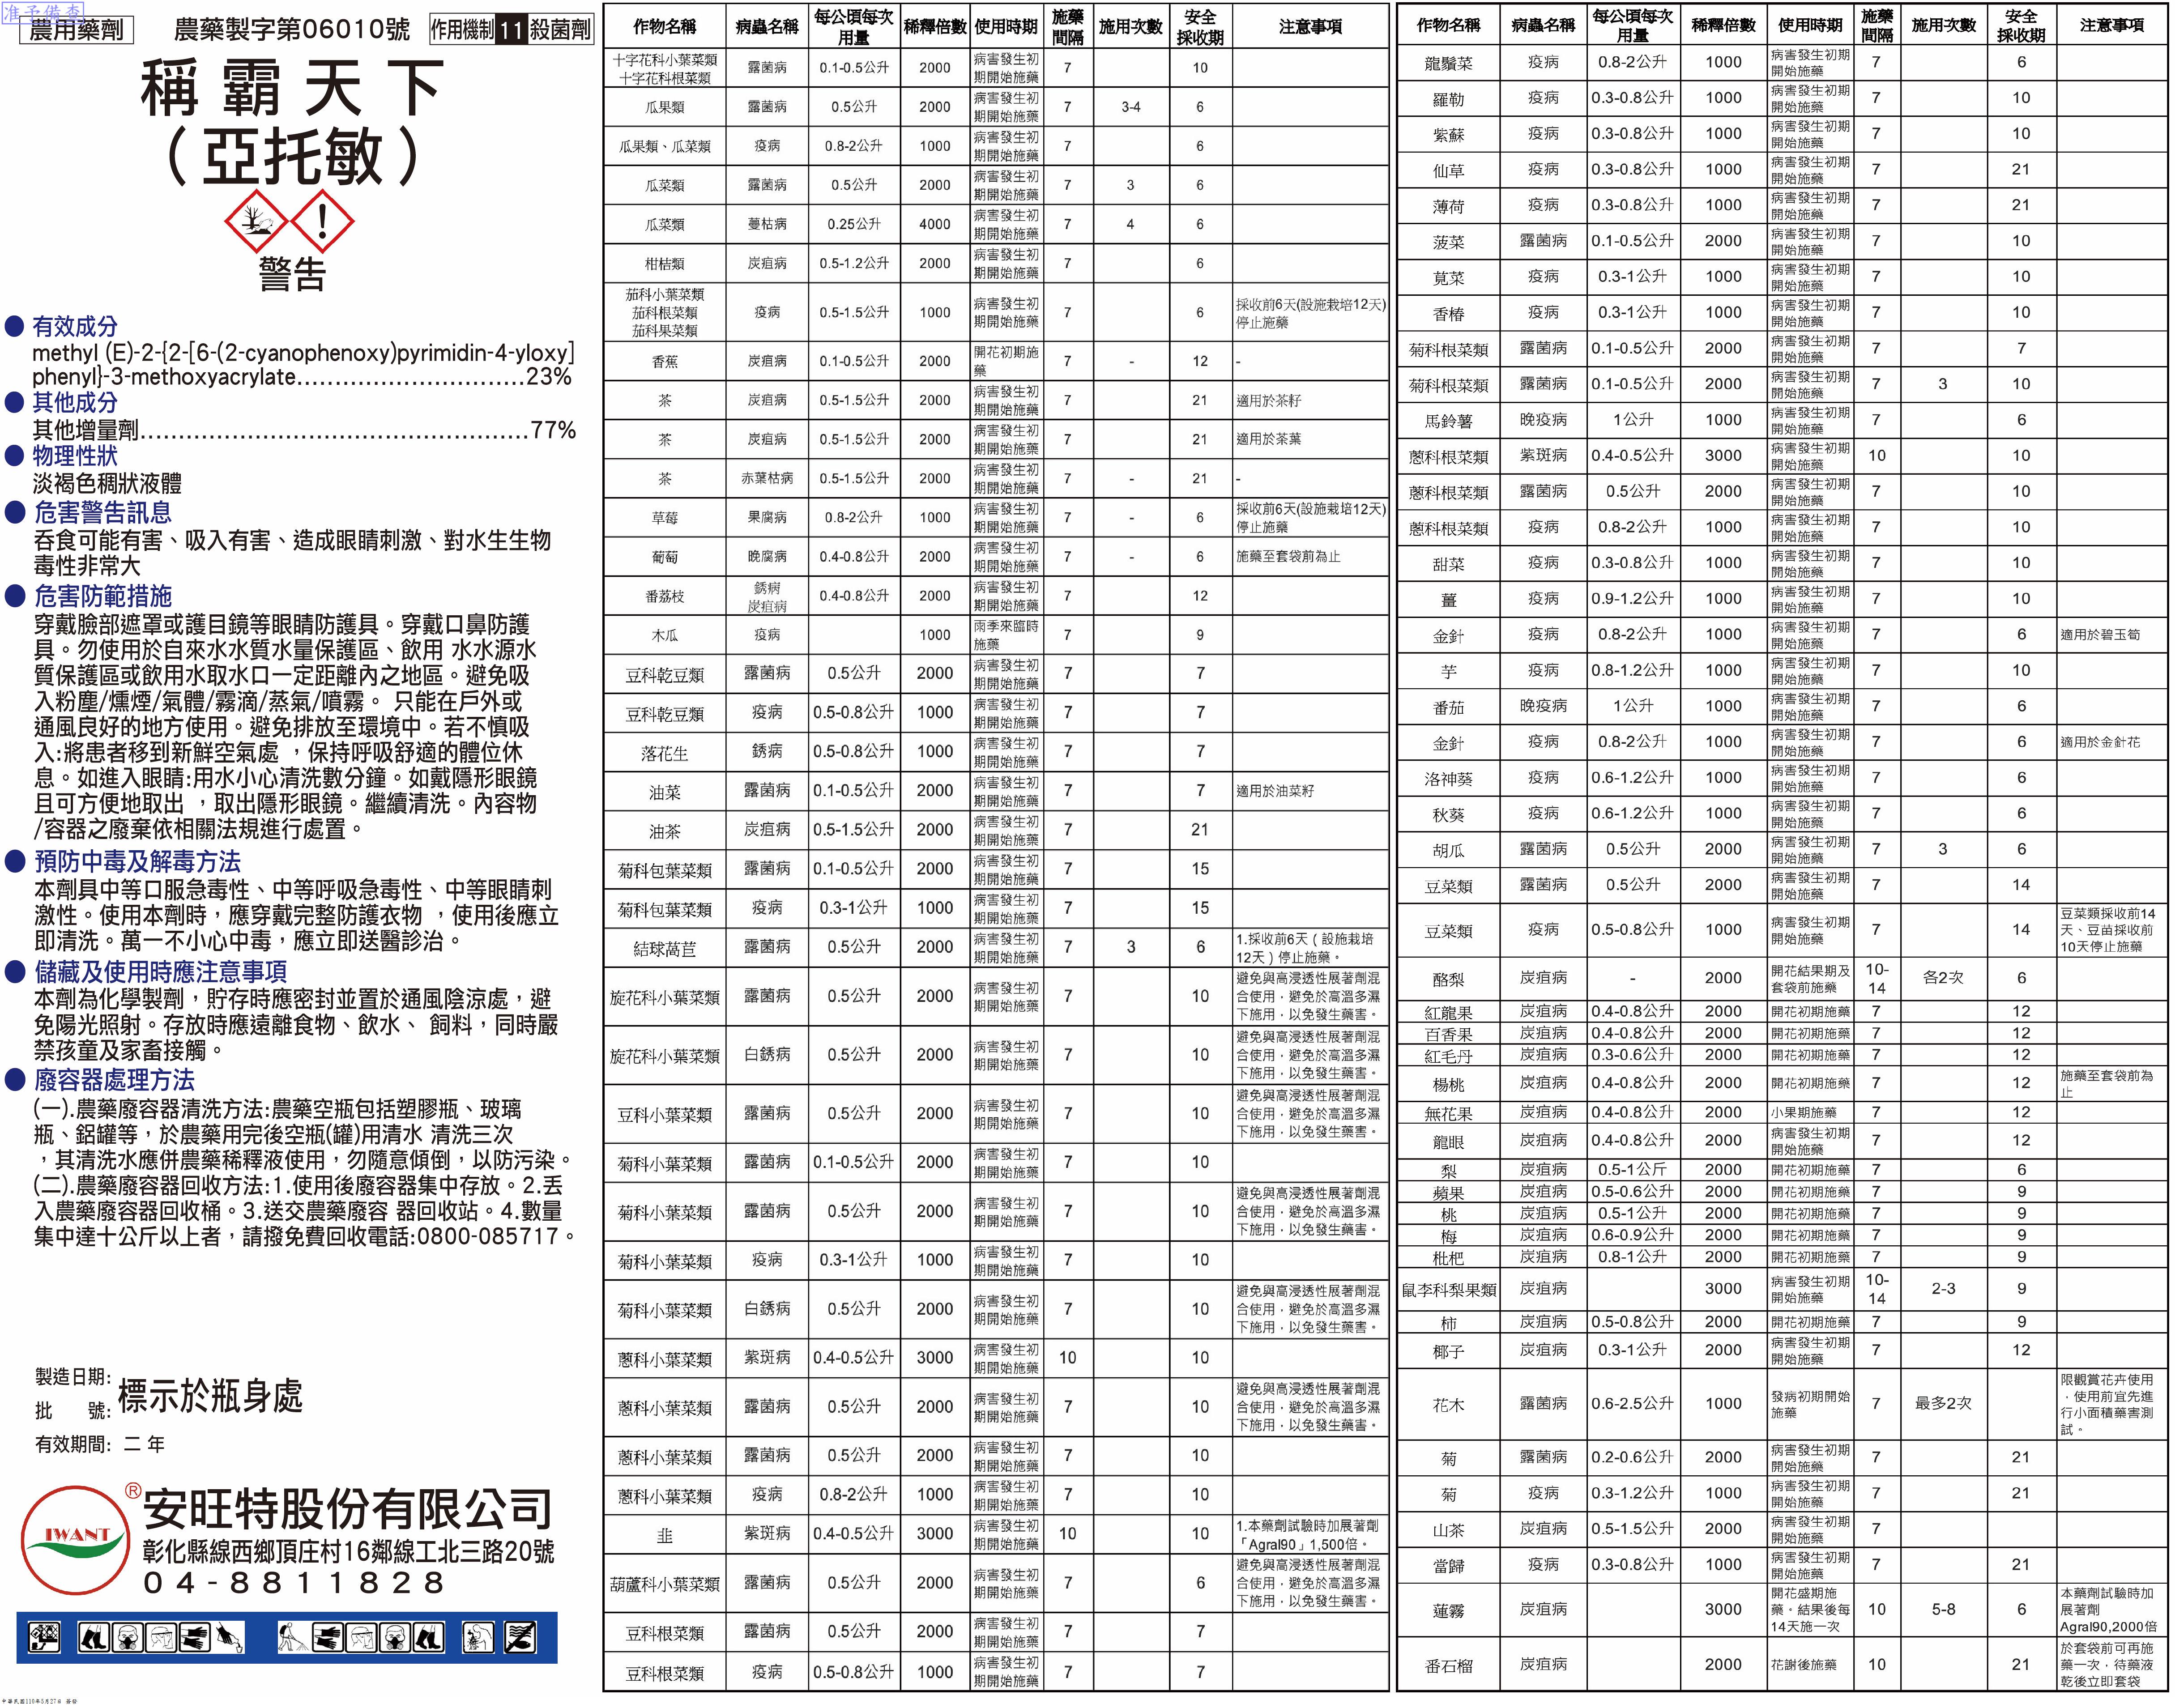 准予備查
農用藥劑 農藥製字第06010號 作用機制 11 殺菌劑
稱霸天下
（亞托敏）
警告
● 有效成分
methyl (E)-2-{2-[6-(2-cyanophenoxy)pyrimidin-4-yloxy]
phenyl}-3-methoxyacrylate..............................23%
● 其他成分
其他增量劑...................................................77%
● 物理性狀
淡褐色稠狀液體
● 危害警告訊息
吞食可能有害、吸入有害、造成眼睛刺激、對水生生物
毒性非常大
● 危害防範措施
穿戴臉部遮罩或護目鏡等眼睛防護具。穿戴口鼻防護
具。勿使用於自來水水質水量保護區、飲用 水水源水
質保護區或飲用水取水口一定距離內之地區。避免吸
入粉塵/燻煙/氣體/霧滴/蒸氣/噴霧。 只能在戶外或
通風良好的地方使用。避免排放至環境中。若不慎吸
入:將患者移到新鮮空氣處 ，保持呼吸舒適的體位休
息。如進入眼睛:用水小心清洗數分鐘。如戴隱形眼鏡
且可方便地取出 ，取出隱形眼鏡。繼續清洗。內容物
/容器之廢棄依相關法規進行處置。
● 預防中毒及解毒方法
本劑具中等口服急毒性、中等呼吸急毒性、中等眼睛刺
激性。使用本劑時，應穿戴完整防護衣物 ，使用後應立
即清洗。萬一不小心中毒，應立即送醫診治。
● 儲藏及使用時應注意事項
本劑為化學製劑，貯存時應密封並置於通風陰涼處，避
免陽光照射。存放時應遠離食物、飲水、 飼料，同時嚴
禁孩童及家畜接觸。
● 廢容器處理方法
(一).農藥廢容器清洗方法:農藥空瓶包括塑膠瓶、玻璃
瓶、鋁罐等，於農藥用完後空瓶(罐)用清水 清洗三次
，其清洗水應併農藥稀釋液使用，勿隨意傾倒，以防污染。
(二).農藥廢容器回收方法:1.使用後廢容器集中存放。2.丟
入農藥廢容器回收桶。3.送交農藥廢容 器回收站。4.數量
集中達十公斤以上者，請撥免費回收電話:0800-085717。
製造日期:
批　號: 標示於瓶身處
有效期間: 二 年
IWANT ® 安旺特股份有限公司
彰化縣線西鄉頂庄村16鄰線工北三路20號
04-8811828
中華民國110年5月27日 簽發
作物名稱 病蟲名稱 每公頃每次用量 稀釋倍數 使用時期 施藥間隔 施用次數 安全採收期 注意事項
十字花科小葉菜類 十字花科根菜類 露菌病 0.1-0.5公升 2000 病害發生初期開始施藥 7 10
瓜果類 露菌病 0.5公升 2000 病害發生初期開始施藥 7 3-4 6
瓜果類、瓜菜類 疫病 0.8-2公升 1000 病害發生初期開始施藥 7 6
瓜菜類 露菌病 0.5公升 2000 病害發生初期開始施藥 7 3 6
瓜菜類 蔓枯病 0.25公升 4000 病害發生初期開始施藥 7 4 6
柑桔類 炭疽病 0.5-1.2公升 2000 病害發生初期開始施藥 7 6
茄科小葉菜類 茄科根菜類 茄科果菜類 疫病 0.5-1.5公升 1000 病害發生初期開始施藥 7 6 採收前6天(設施栽培12天)停止施藥
香蕉 炭疽病 0.1-0.5公升 2000 開花初期施藥 7 - 12 -
茶 炭疽病 0.5-1.5公升 2000 病害發生初期開始施藥 7 21 適用於茶籽
茶 炭疽病 0.5-1.5公升 2000 病害發生初期開始施藥 7 21 適用於茶葉
茶 赤葉枯病 0.5-1.5公升 2000 病害發生初期開始施藥 7 - 21 -
草莓 果腐病 0.8-2公升 1000 病害發生初期開始施藥 7 - 6 採收前6天(設施栽培12天)停止施藥
葡萄 晚腐病 0.4-0.8公升 2000 病害發生初期開始施藥 7 - 6 施藥至套袋前為止
番荔枝 銹病 炭疽病 0.4-0.8公升 2000 病害發生初期開始施藥 7 12
木瓜 疫病 1000 雨季來臨時施藥 7 9
豆科乾豆類 露菌病 0.5公升 2000 病害發生初期開始施藥 7 7
豆科乾豆類 疫病 0.5-0.8公升 1000 病害發生初期開始施藥 7 7
落花生 銹病 0.5-0.8公升 1000 病害發生初期開始施藥 7 7
油菜 露菌病 0.1-0.5公升 2000 病害發生初期開始施藥 7 7 適用於油菜籽
油茶 炭疽病 0.5-1.5公升 2000 病害發生初期開始施藥 7 21
菊科包葉菜類 露菌病 0.1-0.5公升 2000 病害發生初期開始施藥 7 15
菊科包葉菜類 疫病 0.3-1公升 1000 病害發生初期開始施藥 7 15
結球萵苣 露菌病 0.5公升 2000 病害發生初期開始施藥 7 3 6 1.採收前6天（設施栽培12天）停止施藥。
旋花科小葉菜類 露菌病 0.5公升 2000 病害發生初期開始施藥 7 10 避免與高浸透性展著劑混合使用，避免於高溫多濕下施用，以免發生藥害。
旋花科小葉菜類 白銹病 0.5公升 2000 病害發生初期開始施藥 7 10 避免與高浸透性展著劑混合使用，避免於高溫多濕下施用，以免發生藥害。
豆科小葉菜類 露菌病 0.5公升 2000 病害發生初期開始施藥 7 10 避免與高浸透性展著劑混合使用，避免於高溫多濕下施用，以免發生藥害。
菊科小葉菜類 露菌病 0.1-0.5公升 2000 病害發生初期開始施藥 7 10
菊科小葉菜類 露菌病 0.5公升 2000 病害發生初期開始施藥 7 10 避免與高浸透性展著劑混合使用，避免於高溫多濕下施用，以免發生藥害。
菊科小葉菜類 疫病 0.3-1公升 1000 病害發生初期開始施藥 7 10
菊科小葉菜類 白銹病 0.5公升 2000 病害發生初期開始施藥 7 10 避免與高浸透性展著劑混合使用，避免於高溫多濕下施用，以免發生藥害。
蔥科小葉菜類 紫斑病 0.4-0.5公升 3000 病害發生初期開始施藥 10 10
蔥科小葉菜類 露菌病 0.5公升 2000 病害發生初期開始施藥 7 10 避免與高浸透性展著劑混合使用，避免於高溫多濕下施用，以免發生藥害。
蔥科小葉菜類 露菌病 0.5公升 2000 病害發生初期開始施藥 7 10
蔥科小葉菜類 疫病 0.8-2公升 1000 病害發生初期開始施藥 7 10
韭 紫斑病 0.4-0.5公升 3000 病害發生初期開始施藥 10 10 1.本藥劑試驗時加展著劑「Agral90」1,500倍。
葫蘆科小葉菜類 露菌病 0.5公升 2000 病害發生初期開始施藥 7 6 避免與高浸透性展著劑混合使用，避免於高溫多濕下施用，以免發生藥害。
豆科根菜類 露菌病 0.5公升 2000 病害發生初期開始施藥 7 7
豆科根菜類 疫病 0.5-0.8公升 1000 病害發生初期開始施藥 7 7
作物名稱 病蟲名稱 每公頃每次用量 稀釋倍數 使用時期 施藥間隔 施用次數 安全採收期 注意事項
龍鬚菜 疫病 0.8-2公升 1000 病害發生初期開始施藥 7 6
羅勒 疫病 0.3-0.8公升 1000 病害發生初期開始施藥 7 10
紫蘇 疫病 0.3-0.8公升 1000 病害發生初期開始施藥 7 10
仙草 疫病 0.3-0.8公升 1000 病害發生初期開始施藥 7 21
薄荷 疫病 0.3-0.8公升 1000 病害發生初期開始施藥 7 21
菠菜 露菌病 0.1-0.5公升 2000 病害發生初期開始施藥 7 10
莧菜 疫病 0.3-1公升 1000 病害發生初期開始施藥 7 10
香椿 疫病 0.3-1公升 1000 病害發生初期開始施藥 7 10
菊科根菜類 露菌病 0.1-0.5公升 2000 病害發生初期開始施藥 7 7
菊科根菜類 露菌病 0.1-0.5公升 2000 病害發生初期開始施藥 7 3 10
馬鈴薯 晚疫病 1公升 1000 病害發生初期開始施藥 7 6
蔥科根菜類 紫斑病 0.4-0.5公升 3000 病害發生初期開始施藥 10 10
蔥科根菜類 露菌病 0.5公升 2000 病害發生初期開始施藥 7 10
蔥科根菜類 疫病 0.8-2公升 1000 病害發生初期開始施藥 7 10
甜菜 疫病 0.3-0.8公升 1000 病害發生初期開始施藥 7 10
薑 疫病 0.9-1.2公升 1000 病害發生初期開始施藥 7 10
金針 疫病 0.8-2公升 1000 病害發生初期開始施藥 7 6 適用於碧玉筍
芋 疫病 0.8-1.2公升 1000 病害發生初期開始施藥 7 10
番茄 晚疫病 1公升 1000 病害發生初期開始施藥 7 6
金針 疫病 0.8-2公升 1000 病害發生初期開始施藥 7 6 適用於金針花
洛神葵 疫病 0.6-1.2公升 1000 病害發生初期開始施藥 7 6
秋葵 疫病 0.6-1.2公升 1000 病害發生初期開始施藥 7 6
胡瓜 露菌病 0.5公升 2000 病害發生初期開始施藥 7 3 6
豆菜類 露菌病 0.5公升 2000 病害發生初期開始施藥 7 14
豆菜類 疫病 0.5-0.8公升 1000 病害發生初期開始施藥 7 14 豆菜類採收前14天、豆苗採收前10天停止施藥
酪梨 炭疽病 - 2000 開花結果期及套袋前施藥 10-14 各2次 6
紅龍果 炭疽病 0.4-0.8公升 2000 開花初期施藥 7 12
百香果 炭疽病 0.4-0.8公升 2000 開花初期施藥 7 12
紅毛丹 炭疽病 0.3-0.6公升 2000 開花初期施藥 7 12
楊桃 炭疽病 0.4-0.8公升 2000 開花初期施藥 7 12 施藥至套袋前為止
無花果 炭疽病 0.4-0.8公升 2000 小果期施藥 7 12
龍眼 炭疽病 0.4-0.8公升 2000 病害發生初期開始施藥 7 12
梨 炭疽病 0.5-1公斤 2000 開花初期施藥 7 6
蘋果 炭疽病 0.5-0.6公升 2000 開花初期施藥 7 9
桃 炭疽病 0.5-1公升 2000 開花初期施藥 7 9
梅 炭疽病 0.6-0.9公升 2000 開花初期施藥 7 9
枇杷 炭疽病 0.8-1公升 2000 開花初期施藥 7 9
鼠李科梨果類 炭疽病 3000 病害發生初期開始施藥 10-14 2-3 9
柿 炭疽病 0.5-0.8公升 2000 開花初期施藥 7 9
椰子 炭疽病 0.3-1公升 2000 病害發生初期開始施藥 7 12
花木 露菌病 0.6-2.5公升 1000 發病初期開始施藥 7 最多2次 限觀賞花卉使用，使用前宜先進行小面積藥害測試。
菊 露菌病 0.2-0.6公升 2000 病害發生初期開始施藥 7 21
菊 疫病 0.3-1.2公升 1000 病害發生初期開始施藥 7 21
山茶 炭疽病 0.5-1.5公升 2000 病害發生初期開始施藥 7
當歸 疫病 0.3-0.8公升 1000 病害發生初期開始施藥 7 21
蓮霧 炭疽病 3000 開花盛期施藥，結果後每14天施一次 10 5-8 6 本藥劑試驗時加展著劑Agral90,2000倍
番石榴 炭疽病 2000 花謝後施藥 10 21 於套袋前可再施藥一次，待藥液乾後立即套袋